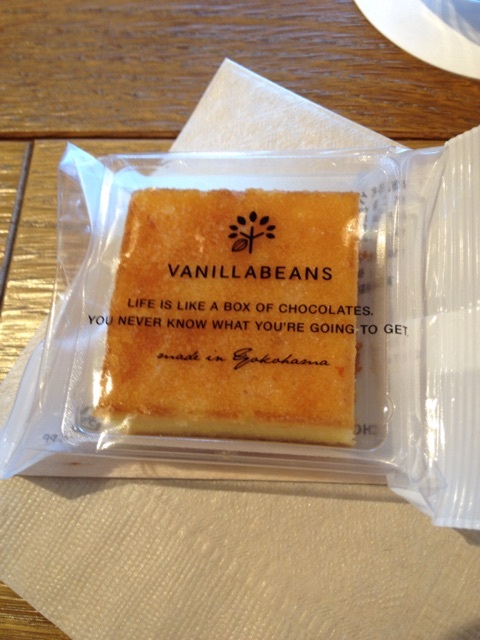 VANILLABEANS
LIFE IS LIKE A BOX OF CHOCOLATES.
YOU NEVER KNOW WHAT YOU'RE GOING TO GET
made in Yokohama